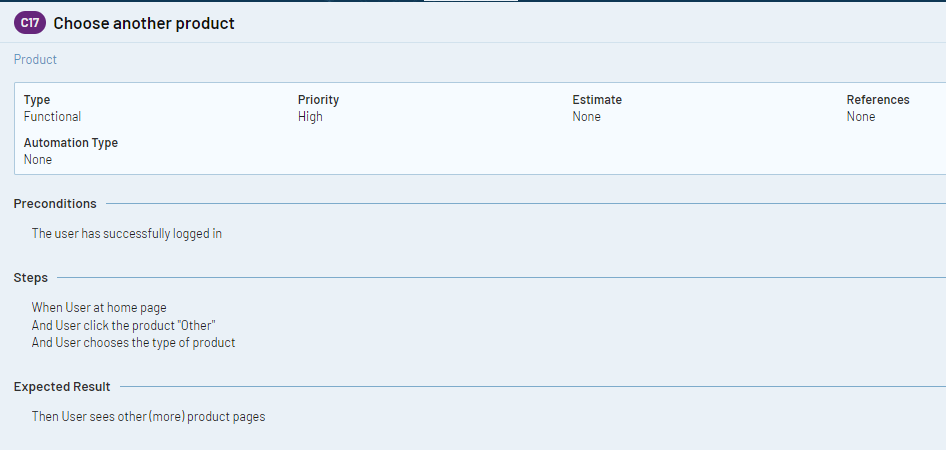 C17 Choose another product
Product
Type Priority Estimate References
Functional High None None
Automation Type
None
Preconditions
The user has successfully logged in
Steps
When User at home page
And User click the product "Other"
And User chooses the type of product
Expected Result
Then User sees other (more) product pages